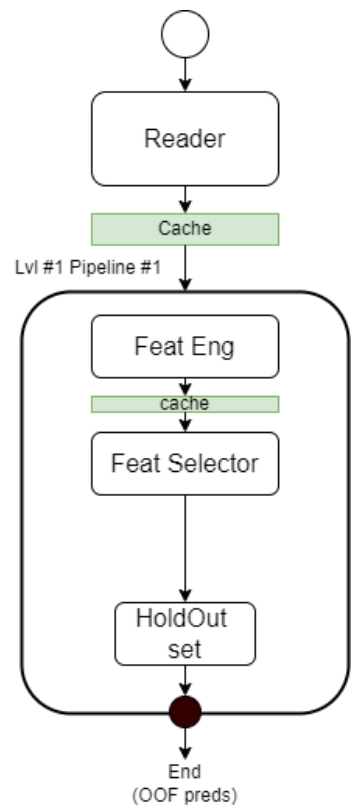 Reader
Cache
Lvl #1 Pipeline #1
Feat Eng
cache
Feat Selector
HoldOut
set
End
(OOF preds)